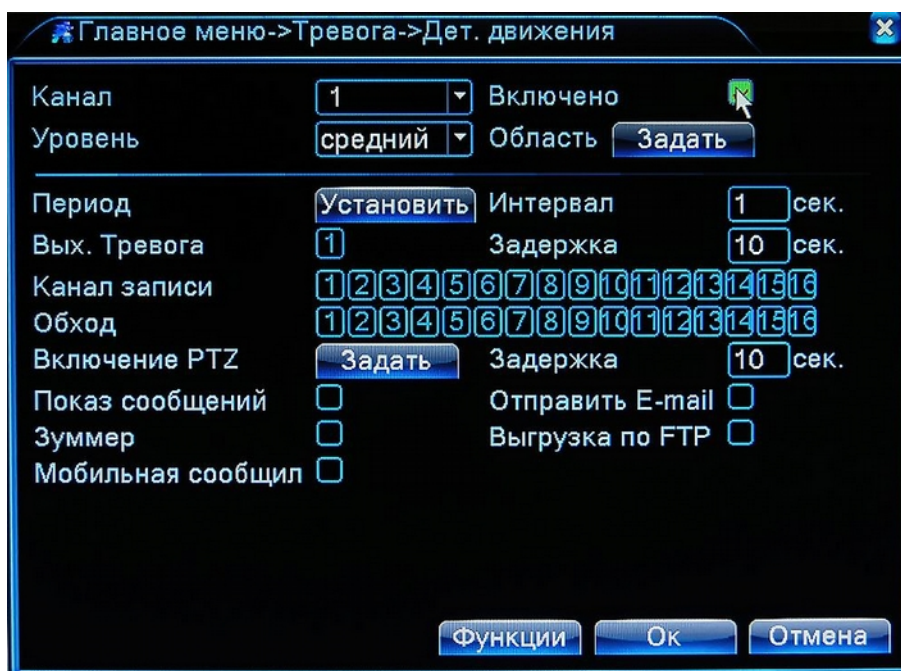 Главное меню->Тревога->Дет. движения
Канал 1 Включено
Уровень средний Область Задать
Период Установить Интервал 1 сек.
Вых. Тревога 1 Задержка 10 сек.
Канал записи 1 2 3 4 5 6 7 8 9 10 11 12 13 14 15 16
Обход 1 2 3 4 5 6 7 8 9 10 11 12 13 14 15 16
Включение PTZ Задать Задержка 10 сек.
Показ сообщений Отправить E-mail
Зуммер Выгрузка по FTP
Мобильная сообщил
Функции Ок Отмена